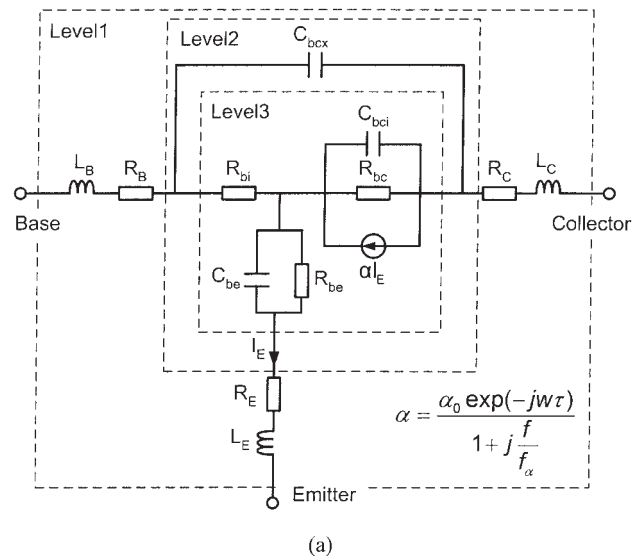 Level1
Level2
C_bcx
Level3
C_bci
L_B
R_B
R_bi
R_bc
R_C
L_C
Base
Collector
αI_E
C_be
R_be
I_E
R_E
L_E
α = α_0 exp(-jwτ) / (1 + j f/f_α)
Emitter
(a)